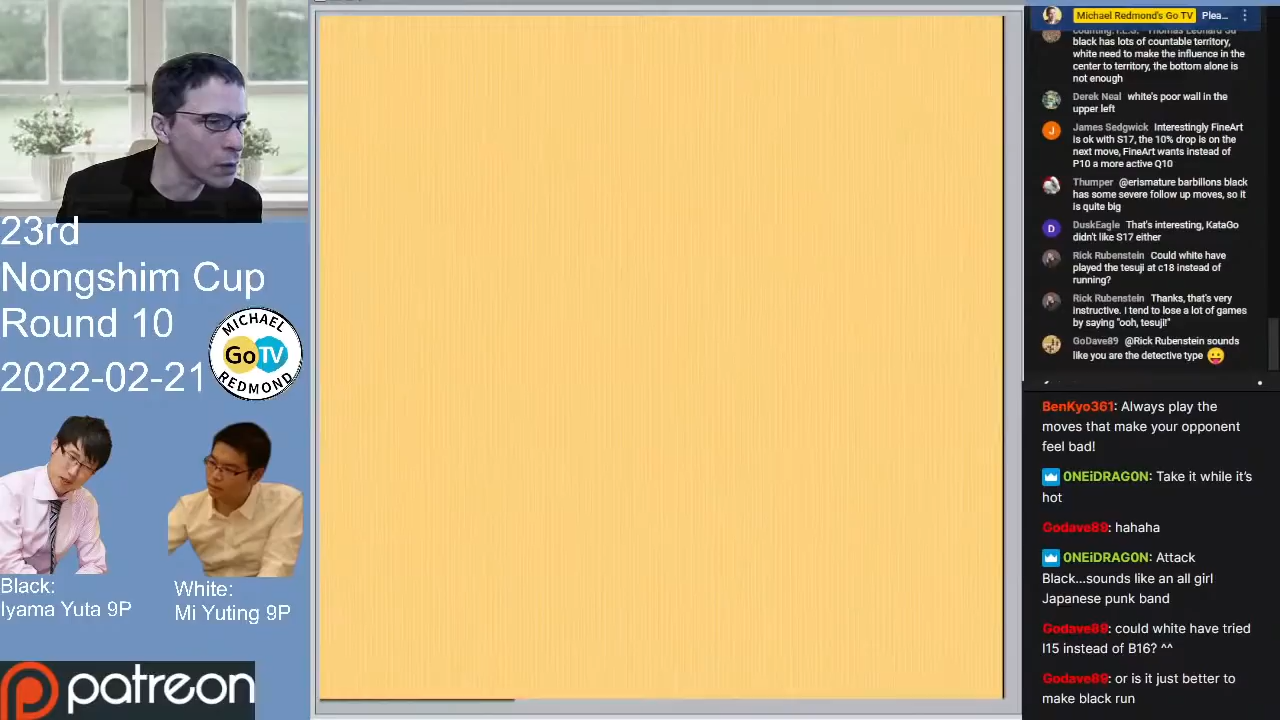 23rd
Nongshim Cup
Round 10
2022-02-21
MICHAEL
GoTV
REDMOND
Black:
Iyama Yuta 9P
White:
Mi Yuting 9P
patreon
Michael Redmond's Go TV Plea...
black has lots of countable territory,
white need to make the influence in the
center to territory, the bottom alone is
not enough
Derek Neal white's poor wall in the
upper left
J
James Sedgwick Interestingly FineArt
is ok with S17, the 10% drop is on the
next move, FineArt wants instead of
P10 a more active Q10
Thumper @erismature barbillons black
has some severe follow up moves, so it
is quite big
D
DuskEagle That's interesting, KataGo
didn't like S17 either
Rick Rubenstein Could white have
played the tesuji at c18 instead of
running?
Rick Rubenstein Thanks, that's very
instructive. I tend to lose a lot of games
by saying "ooh, tesuji!"
GoDave89 @Rick Rubenstein sounds
like you are the detective type 😛
BenKyo361: Always play the
moves that make your opponent
feel bad!
0NEiDRAG0N: Take it while it's
hot
Godave89: hahaha
0NEiDRAG0N: Attack
Black...sounds like an all girl
Japanese punk band
Godave89: could white have tried
l15 instead of B16? ^^
Godave89: or is it just better to
make black run